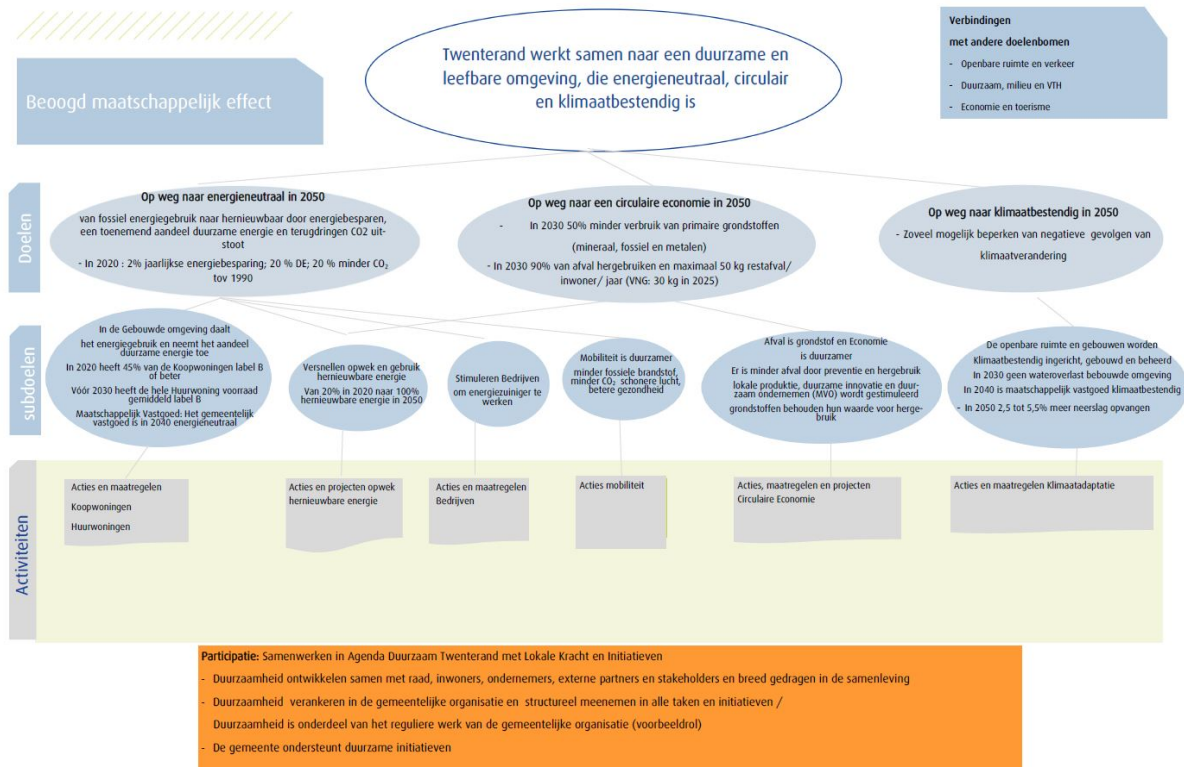 Beoogd maatschappelijk effect
Twenterand werkt samen naar een duurzame en
leefbare omgeving, die energieneutraal, circulair
en klimaatbestendig is
Verbindingen
met andere doelenbomen
- Openbare ruimte en verkeer
- Duurzaam, milieu en VTH
- Economie en toerisme
Doelen
Op weg naar energieneutraal in 2050
van fossiel energiegebruik naar hernieuwbaar door energiebesparen,
een toenemend aandeel duurzame energie en terugdringen CO2 uit-
stoot
- In 2020 : 2% jaarlijkse energiebesparing; 20 % DE; 20 % minder CO₂
tov 1990
Op weg naar een circulaire economie in 2050
- In 2030 50% minder verbruik van primaire grondstoffen
(mineraal, fossiel en metalen)
- In 2030 90% van afval hergebruiken en maximaal 50 kg restafval/
inwoner/ jaar (VNG: 30 kg in 2025)
Op weg naar klimaatbestendig in 2050
- Zoveel mogelijk beperken van negatieve gevolgen van
klimaatverandering
subdoelen
In de Gebouwde omgeving daalt
het energiegebruik en neemt het aandeel
duurzame energie toe
In 2020 heeft 45% van de Koopwoningen label B
of beter
Vóór 2030 heeft de hele Huurwoning voorraad
gemiddeld label B
Maatschappelijk Vastgoed: Het gemeentelijk
vastgoed is in 2040 energieneutraal
Versnellen opwek en gebruik
hernieuwbare energie
Van 20% in 2020 naar 100%
hernieuwbare energie in 2050
Stimuleren Bedrijven
om energiezuiniger te
werken
Mobiliteit is duurzamer
minder fossiele brandstof,
minder CO₂ schonere lucht,
betere gezondheid
Afval is grondstof en Economie
is duurzamer
Er is minder afval door preventie en hergebruik
lokale produktie, duurzame innovatie en duur-
zaam ondernemen (MVO) wordt gestimuleerd
grondstoffen behouden hun waarde voor herge-
bruik
De openbare ruimte en gebouwen worden
Klimaatbestendig ingericht, gebouwd en beheerd
In 2030 geen wateroverlast bebouwde omgeving
In 2040 is maatschappelijk vastgoed klimaatbestendig
- In 2050 2,5 tot 5,5% meer neerslag opvangen
Activiteiten
Acties en maatregelen
Koopwoningen
Huurwoningen
Acties en projecten opwek
hernieuwbare energie
Acties en maatregelen
Bedrijven
Acties mobiliteit
Acties, maatregelen en projecten
Circulaire Economie
Acties en maatregelen Klimaatadaptatie
Participatie: Samenwerken in Agenda Duurzaam Twenterand met Lokale Kracht en Initiatieven
- Duurzaamheid ontwikkelen samen met raad, inwoners, ondernemers, externe partners en stakeholders en breed gedragen in de samenleving
- Duurzaamheid verankeren in de gemeentelijke organisatie en structureel meenemen in alle taken en initiatieven /
Duurzaamheid is onderdeel van het reguliere werk van de gemeentelijke organisatie (voorbeeldrol)
- De gemeente ondersteunt duurzame initiatieven